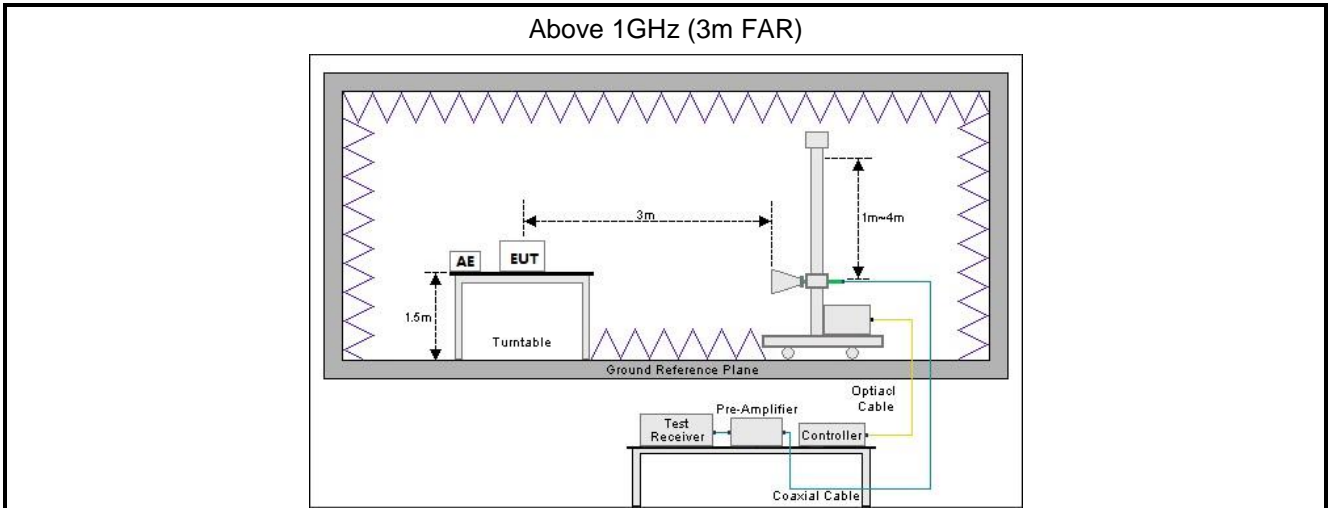 Above 1GHz (3m FAR)
3m
1m~4m
AE
EUT
1.5m
Turntable
Ground Reference Plane
Optiacl
Cable
Pre-Amplifier
Test
Receiver
Controller
Coaxial Cable